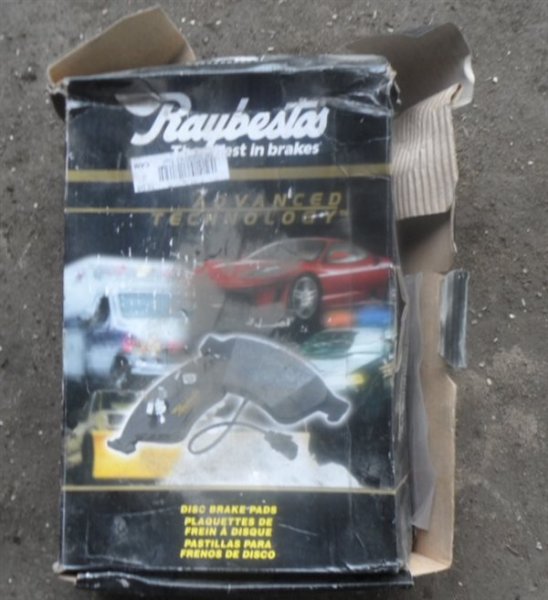 Raybestos
The Best in brakes
ADVANCED
TECHNOLOGY
DISC BRAKE PADS
PLAQUETTES DE
FREIN À DISQUE
PASTILLAS PARA
FRENOS DE DISCO